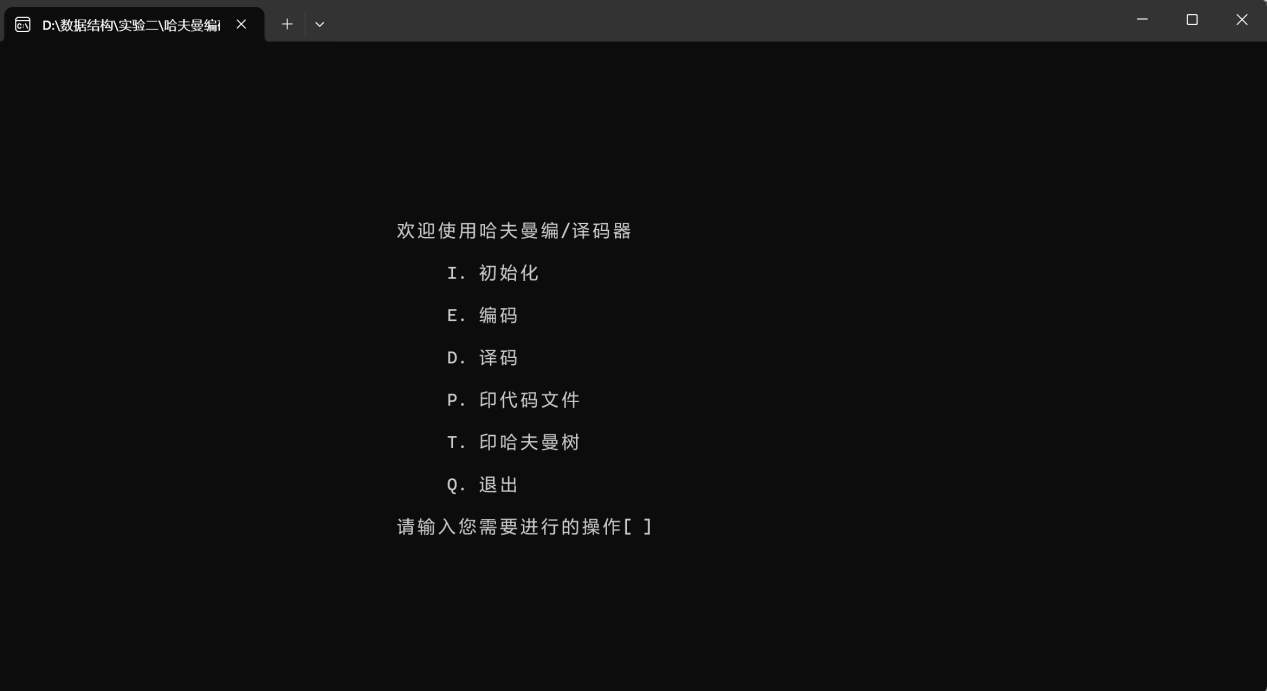 D:\数据结构\实验二\哈夫曼编
欢迎使用哈夫曼编/译码器
I. 初始化
E. 编码
D. 译码
P. 印代码文件
T. 印哈夫曼树
Q. 退出
请输入您需要进行的操作[ ]